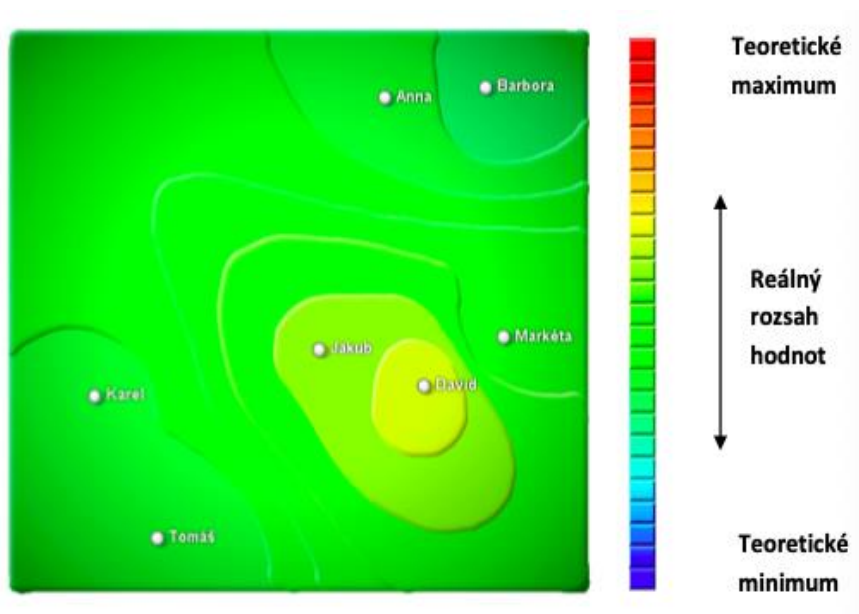 Teoretické
maximum
Anna
Barbora
Reálný
rozsah
hodnot
Markéta
Jakub
David
Karel
Tomáš
Teoretické
minimum